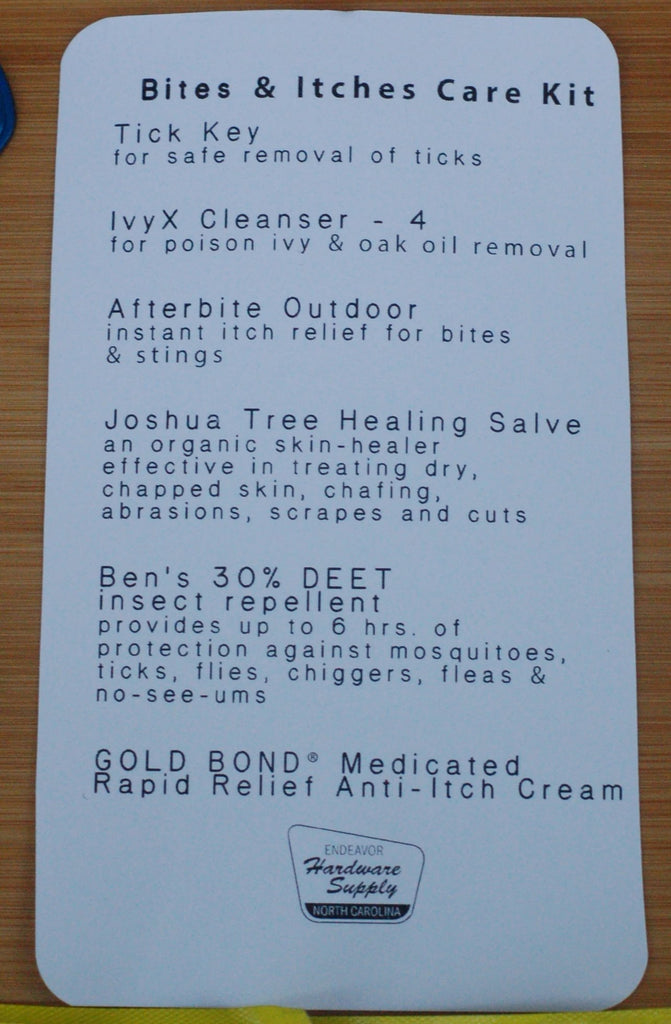 Bites & Itches Care Kit
Tick Key
for safe removal of ticks
IvyX Cleanser - 4
for poison ivy & oak oil removal
Afterbite Outdoor
instant itch relief for bites
& stings
Joshua Tree Healing Salve
an organic skin-healer
effective in treating dry,
chapped skin, chafing,
abrasions, scrapes and cuts
Ben's 30% DEET
insect repellent
provides up to 6 hrs. of
protection against mosquitoes,
ticks, flies, chiggers, fleas &
no-see-ums
GOLD BOND® Medicated
Rapid Relief Anti-Itch Cream
ENDEAVOR
Hardware
Supply
NORTH CAROLINA